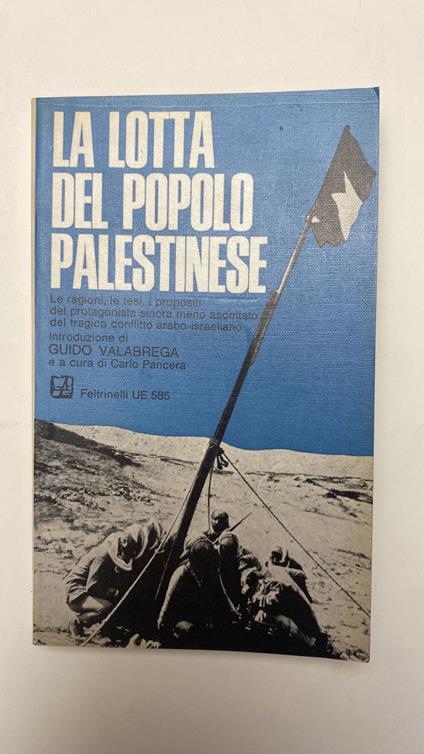 LA LOTTA
DEL POPOLO
PALESTINESE
Le ragioni, le tesi, i propositi
del protagonista sinora meno ascoltato
del tragico conflitto arabo-israeliano
Introduzione di
GUIDO VALABREGA
e a cura di Carlo Pancera
Feltrinelli UE 585